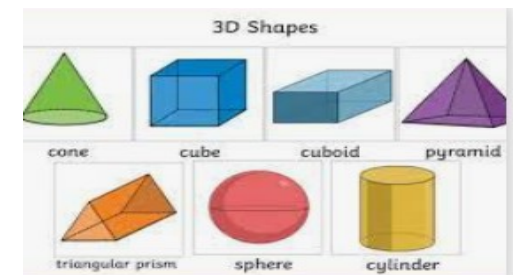 3D Shapes
cone
cube
cuboid
pyramid
triangular prism
sphere
cylinder